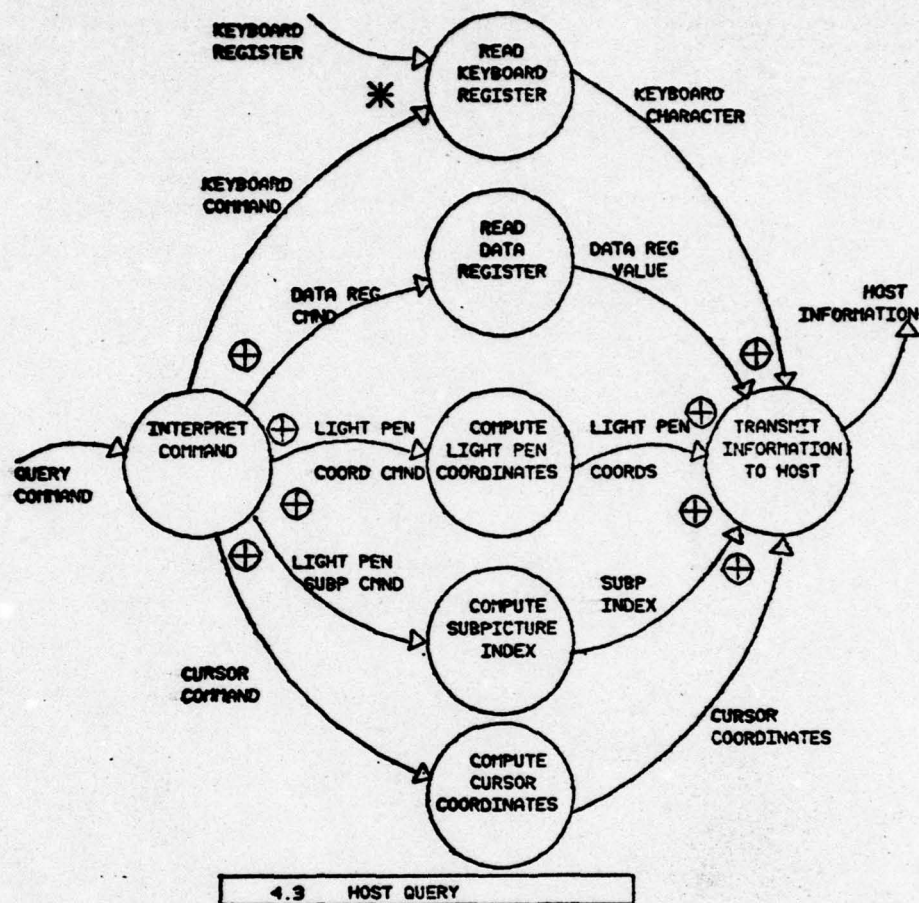 KEYBOARD
REGISTER
READ
KEYBOARD
REGISTER
*
KEYBOARD
CHARACTER
KEYBOARD
COMMAND
READ
DATA
REGISTER
DATA REG
VALUE
DATA REG
CMND
HOST
INFORMATION
QUERY
COMMAND
INTERPRET
COMMAND
LIGHT PEN
COORD CMND
COMPUTE
LIGHT PEN
COORDINATES
LIGHT PEN
COORDS
TRANSMIT
INFORMATION
TO HOST
LIGHT PEN
SUBP CMND
COMPUTE
SUBPICTURE
INDEX
SUBP
INDEX
CURSOR
COMMAND
COMPUTE
CURSOR
COORDINATES
CURSOR
COORDINATES
4.3 HOST QUERY